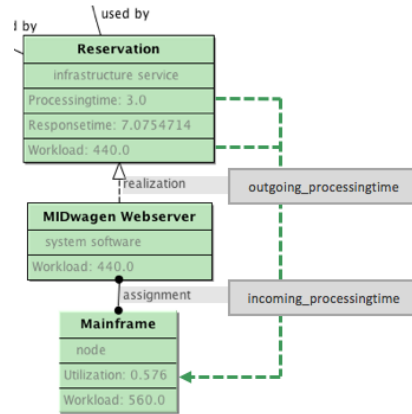 used by
d by
Reservation
infrastructure service
Processingtime: 3.0
Responsetime: 7.0754714
Workload: 440.0
realization
outgoing_processingtime
MIDwagen Webserver
system software
Workload: 440.0
assignment
incoming_processingtime
Mainframe
node
Utilization: 0.576
Workload: 560.0